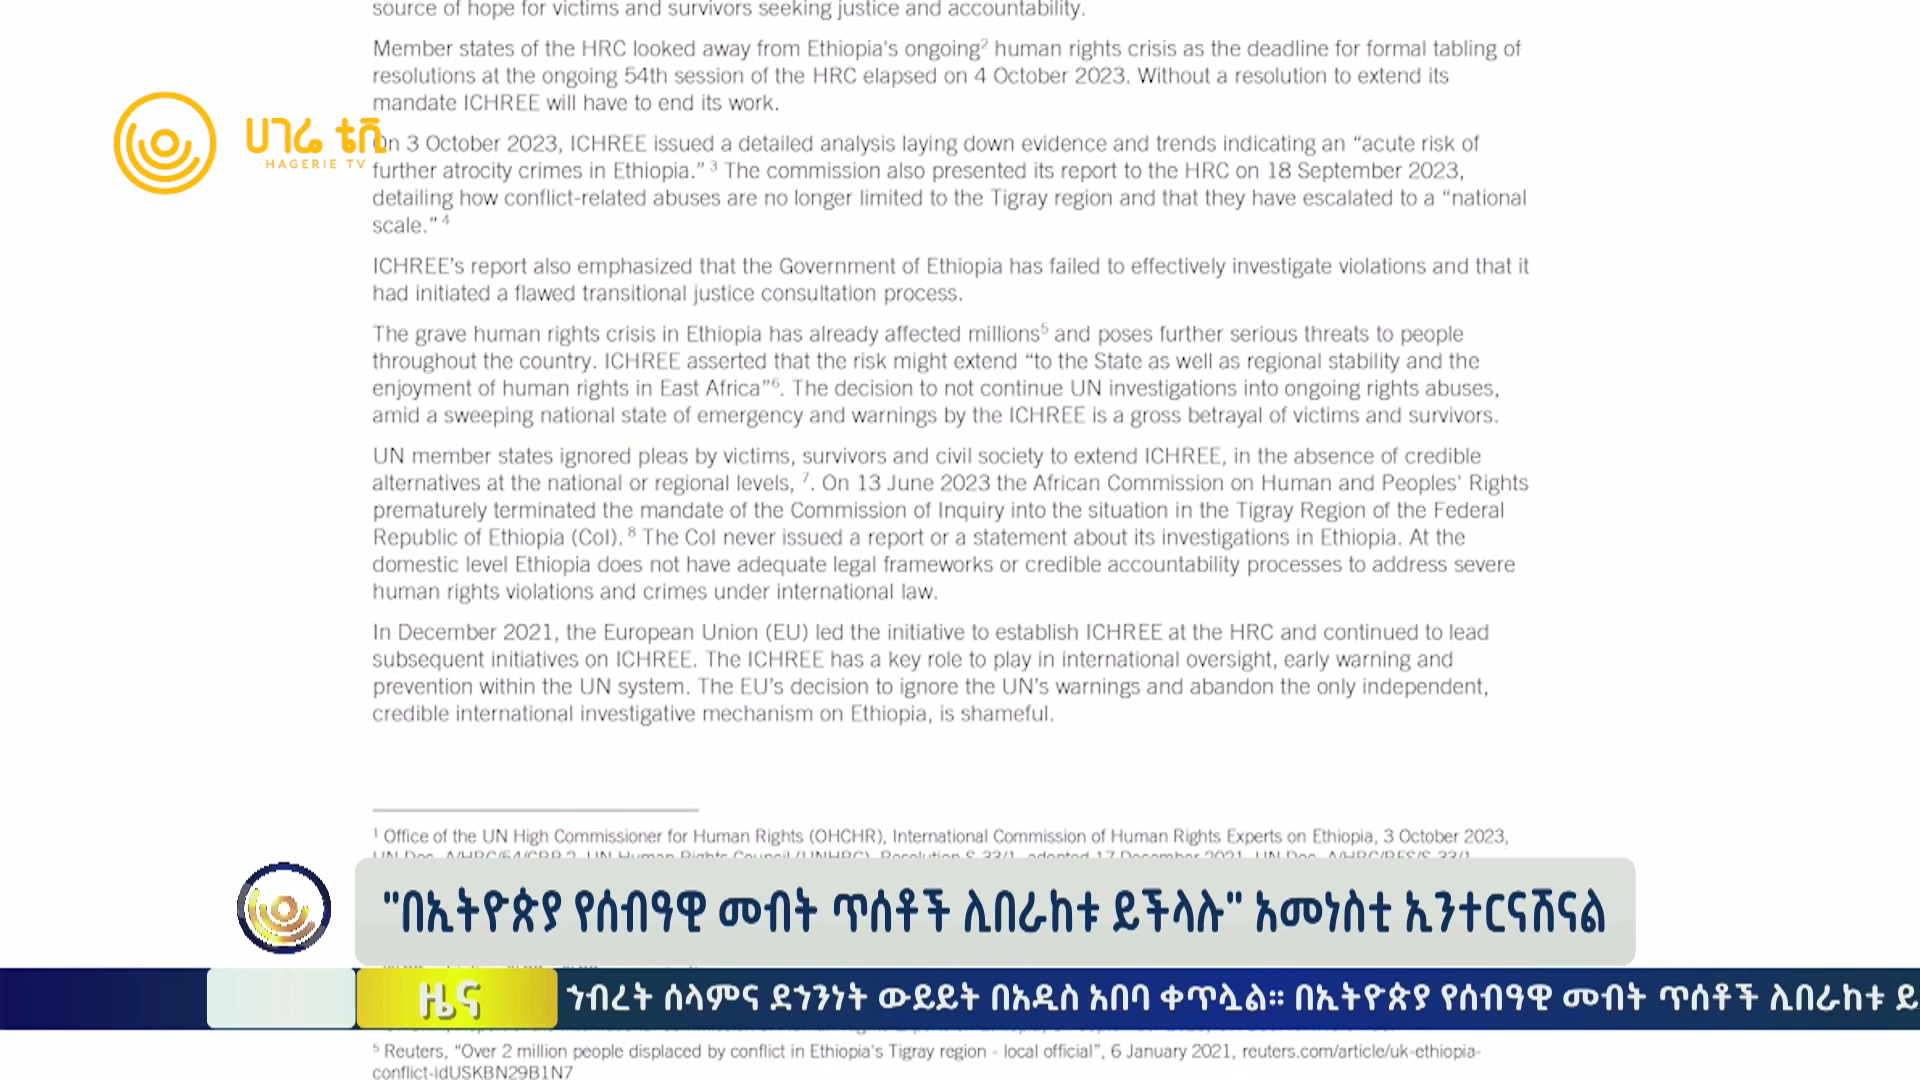 source of hope for victims and survivors seeking justice and accountability.
Member states of the HRC looked away from Ethiopia's ongoing² human rights crisis as the deadline for formal tabling of
resolutions at the ongoing 54th session of the HRC elapsed on 4 October 2023. Without a resolution to extend its
mandate ICHREE will have to end its work.
ሀገሬ ቴቪ
HAGERIE TV
On 3 October 2023, ICHREE issued a detailed analysis laying down evidence and trends indicating an “acute risk of
further atrocity crimes in Ethiopia.” ³ The commission also presented its report to the HRC on 18 September 2023,
detailing how conflict-related abuses are no longer limited to the Tigray region and that they have escalated to a “national
scale.” ⁴
ICHREE’s report also emphasized that the Government of Ethiopia has failed to effectively investigate violations and that it
had initiated a flawed transitional justice consultation process.
The grave human rights crisis in Ethiopia has already affected millions⁵ and poses further serious threats to people
throughout the country. ICHREE asserted that the risk might extend “to the State as well as regional stability and the
enjoyment of human rights in East Africa”⁶. The decision to not continue UN investigations into ongoing rights abuses,
amid a sweeping national state of emergency and warnings by the ICHREE is a gross betrayal of victims and survivors.
UN member states ignored pleas by victims, survivors and civil society to extend ICHREE, in the absence of credible
alternatives at the national or regional levels, ⁷. On 13 June 2023 the African Commission on Human and Peoples' Rights
prematurely terminated the mandate of the Commission of Inquiry into the situation in the Tigray Region of the Federal
Republic of Ethiopia (CoI). ⁸ The CoI never issued a report or a statement about its investigations in Ethiopia. At the
domestic level Ethiopia does not have adequate legal frameworks or credible accountability processes to address severe
human rights violations and crimes under international law.
In December 2021, the European Union (EU) led the initiative to establish ICHREE at the HRC and continued to lead
subsequent initiatives on ICHREE. The ICHREE has a key role to play in international oversight, early warning and
prevention within the UN system. The EU’s decision to ignore the UN’s warnings and abandon the only independent,
credible international investigative mechanism on Ethiopia, is shameful.
¹ Office of the UN High Commissioner for Human Rights (OHCHR), International Commission of Human Rights Experts on Ethiopia, 3 October 2023,
"በኢትዮጵያ የሰብዓዊ መብት ጥሰቶች ሊበራከቱ ይችላሉ" አመነስቲ ኢንተርናሽናል
ዜና
ኅብረት ሰላምና ደኅንነት ውይይት በአዲስ አበባ ቀጥሏል። በኢትዮጵያ የሰብዓዊ መብት ጥሰቶች ሊበራከቱ ይ
⁵ Reuters, “Over 2 million people displaced by conflict in Ethiopia's Tigray region - local official”, 6 January 2021, reuters.com/article/uk-ethiopia-
conflict-idUSKBN29B1N7